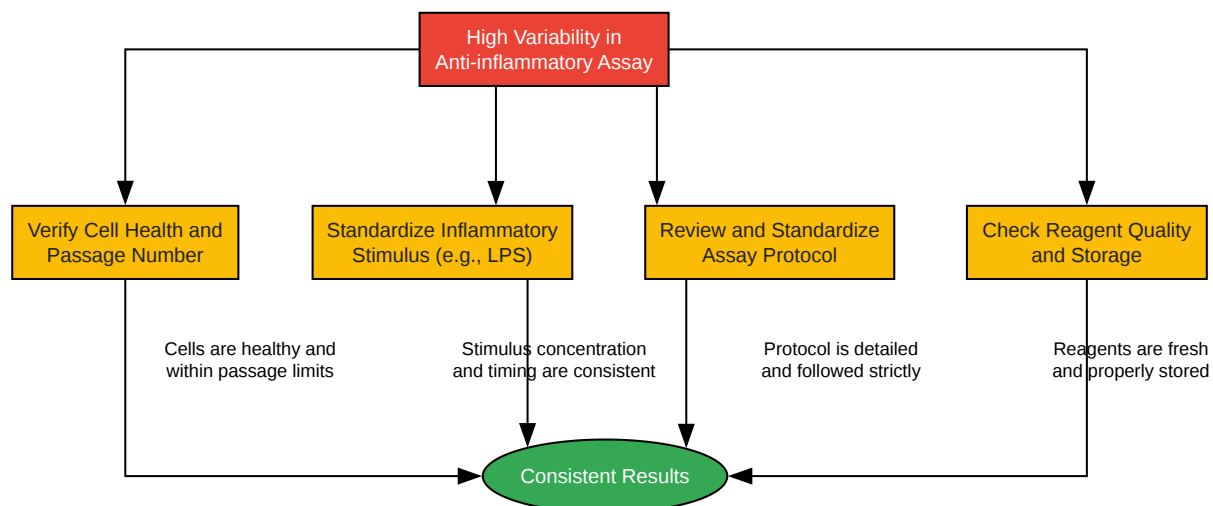 High Variability in
Anti-inflammatory Assay
Verify Cell Health and
Passage Number
Standardize Inflammatory
Stimulus (e.g., LPS)
Review and Standardize
Assay Protocol
Check Reagent Quality
and Storage
Cells are healthy and
within passage limits
Stimulus concentration
and timing are consistent
Protocol is detailed
and followed strictly
Reagents are fresh
and properly stored
Consistent Results